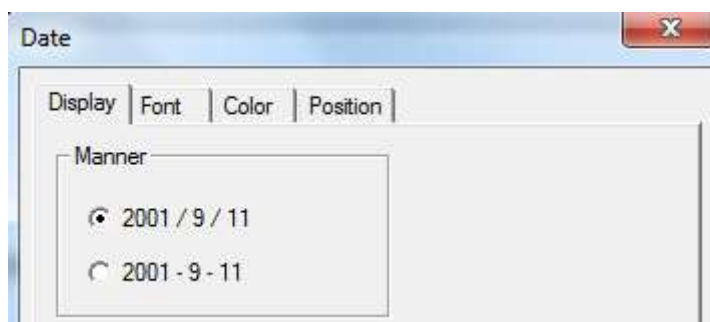 Date
Display Font Color Position
Manner
2001 / 9 / 11
2001 - 9 - 11